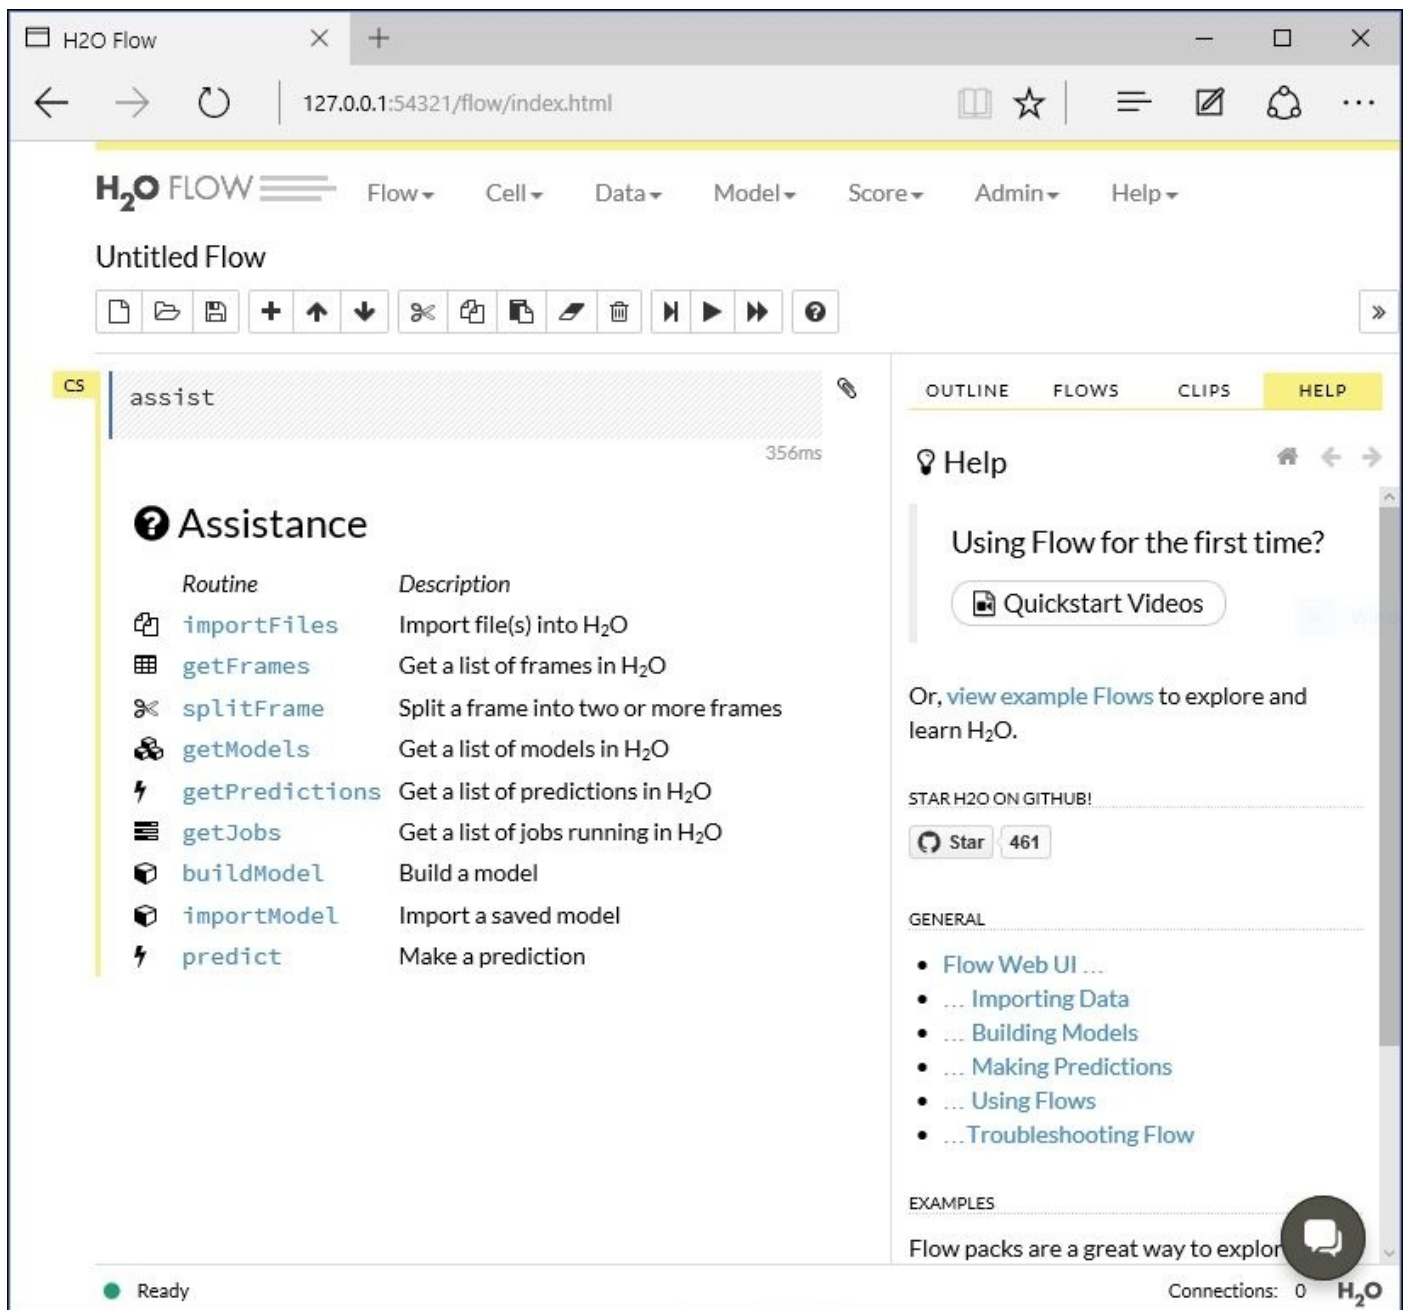 H2O Flow
127.0.0.1:54321/flow/index.html
H₂O FLOW Flow Cell Data Model Score Admin Help
Untitled Flow
CS
assist
356ms
Assistance
Routine Description
importFiles Import file(s) into H₂O
getFrames Get a list of frames in H₂O
splitFrame Split a frame into two or more frames
getModels Get a list of models in H₂O
getPredictions Get a list of predictions in H₂O
getJobs Get a list of jobs running in H₂O
buildModel Build a model
importModel Import a saved model
predict Make a prediction
OUTLINE FLOWS CLIPS HELP
Help
Using Flow for the first time?
Quickstart Videos
Or, view example Flows to explore and
learn H₂O.
STAR H2O ON GITHUB!
Star 461
GENERAL
• Flow Web UI ...
• ... Importing Data
• ... Building Models
• ... Making Predictions
• ... Using Flows
• ...Troubleshooting Flow
EXAMPLES
Flow packs are a great way to explor
Ready
Connections: 0 H₂O